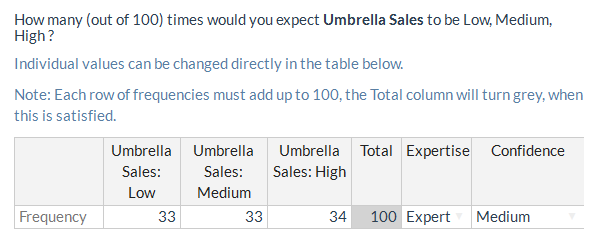 How many (out of 100) times would you expect Umbrella Sales to be Low, Medium,
High ?
Individual values can be changed directly in the table below.
Note: Each row of frequencies must add up to 100, the Total column will turn grey, when
this is satisfied.
Umbrella Sales: Low Umbrella Sales: Medium Umbrella Sales: High Total Expertise Confidence
Frequency 33 33 34 100 Expert Medium